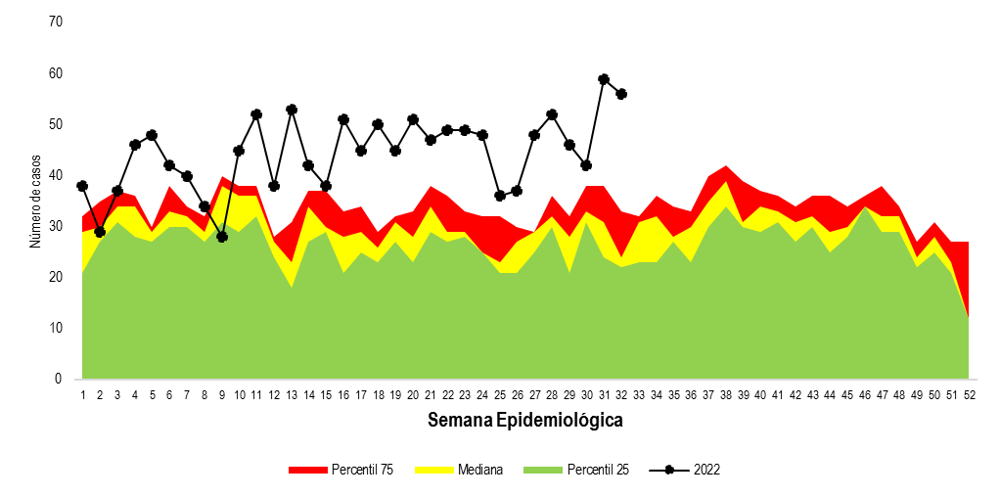 70
60
50
40
30
20
10
0
Número de casos
1 2 3 4 5 6 7 8 9 10 11 12 13 14 15 16 17 18 19 20 21 22 23 24 25 26 27 28 29 30 31 32 33 34 35 36 37 38 39 40 41 42 43 44 45 46 47 48 49 50 51 52
Semana Epidemiológica
Percentil 75 Mediana Percentil 25 2022